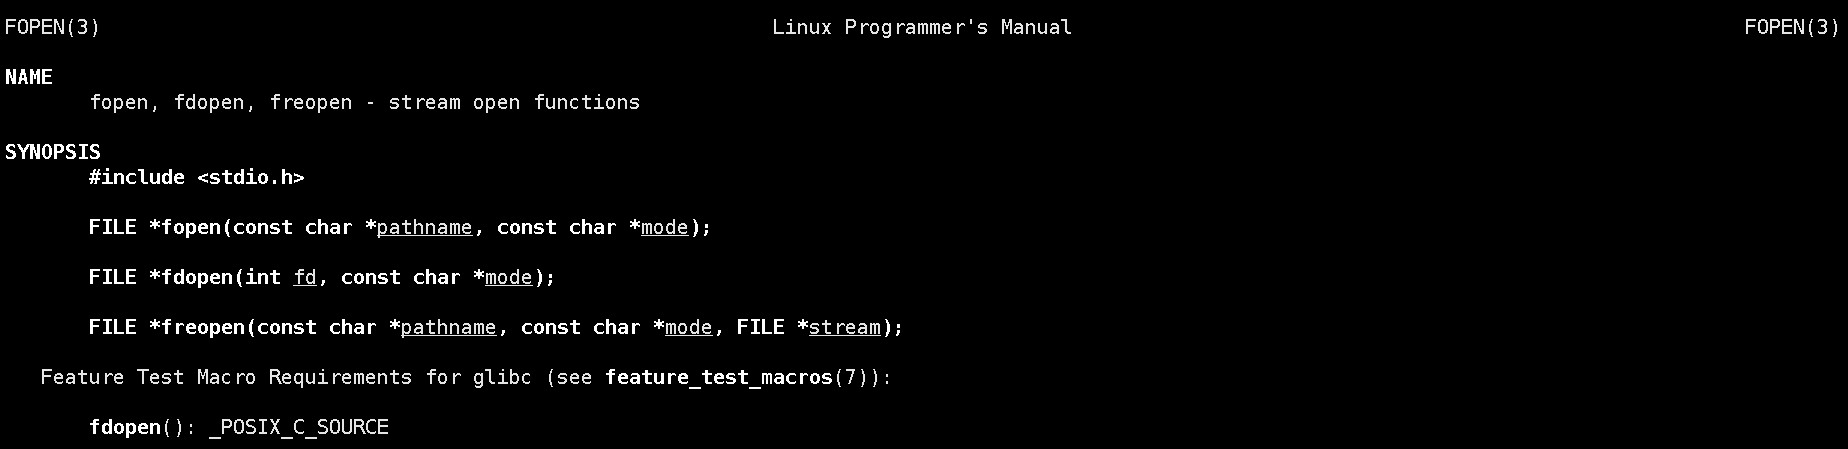 FOPEN(3) Linux Programmer's Manual FOPEN(3)
NAME
fopen, fdopen, freopen - stream open functions
SYNOPSIS
#include <stdio.h>
FILE *fopen(const char *pathname, const char *mode);
FILE *fdopen(int fd, const char *mode);
FILE *freopen(const char *pathname, const char *mode, FILE *stream);
Feature Test Macro Requirements for glibc (see feature_test_macros(7)):
fdopen(): _POSIX_C_SOURCE